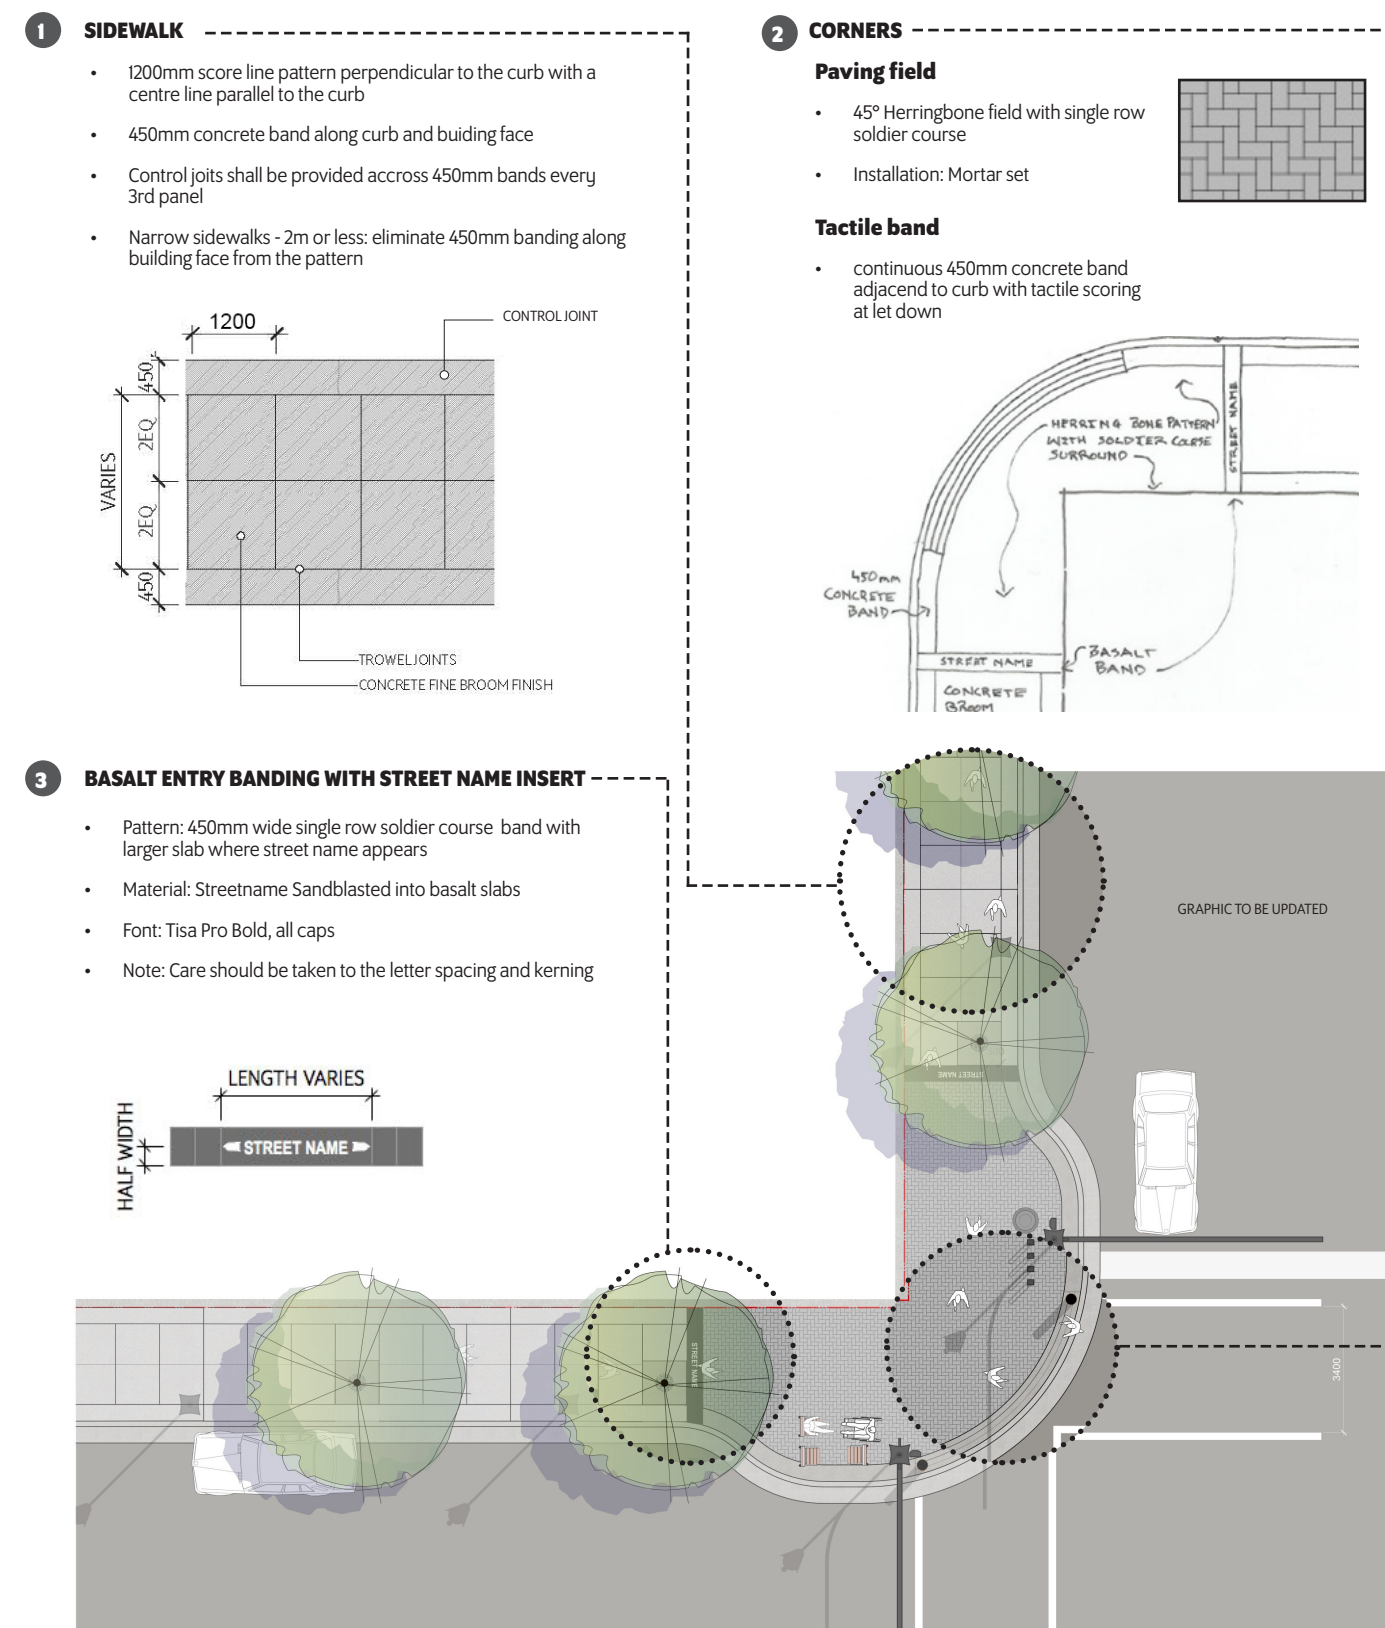 1 SIDEWALK
• 1200mm score line pattern perpendicular to the curb with a
centre line parallel to the curb
• 450mm concrete band along curb and buiding face
• Control joits shall be provided accross 450mm bands every
3rd panel
• Narrow sidewalks - 2m or less: eliminate 450mm banding along
building face from the pattern
1200
CONTROL JOINT
450
2EQ
VARIES
2EQ
450
TROWEL JOINTS
CONCRETE FINE BROOM FINISH
2 CORNERS
Paving field
• 45° Herringbone field with single row
soldier course
• Installation: Mortar set
Tactile band
• continuous 450mm concrete band
adjacend to curb with tactile scoring
at let down
HERRING BONE PATTERN
WITH SOLDIER COURSE
SURROUND
STREET NAME
450mm
CONCRETE
BAND
STREET NAME
BASALT
BAND
CONCRETE
BROOM
3 BASALT ENTRY BANDING WITH STREET NAME INSERT
• Pattern: 450mm wide single row soldier course band with
larger slab where street name appears
• Material: Streetname Sandblasted into basalt slabs
• Font: Tisa Pro Bold, all caps
• Note: Care should be taken to the letter spacing and kerning
LENGTH VARIES
HALF WIDTH
STREET NAME
GRAPHIC TO BE UPDATED
STREET NAME
STREET NAME
3400